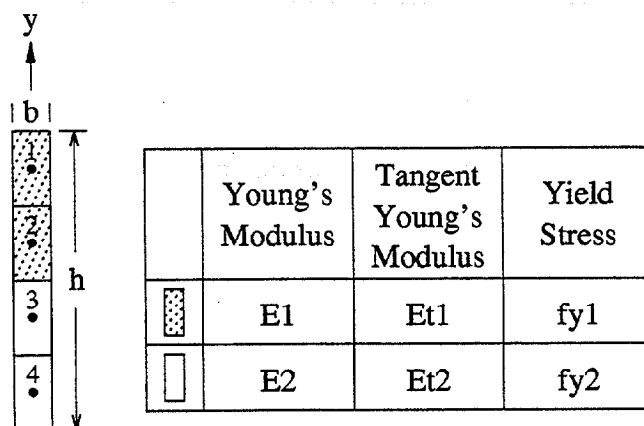 y
b
1
2
3
4
h
Young's Modulus
Tangent Young's Modulus
Yield Stress
E1 Et1 fy1
E2 Et2 fy2